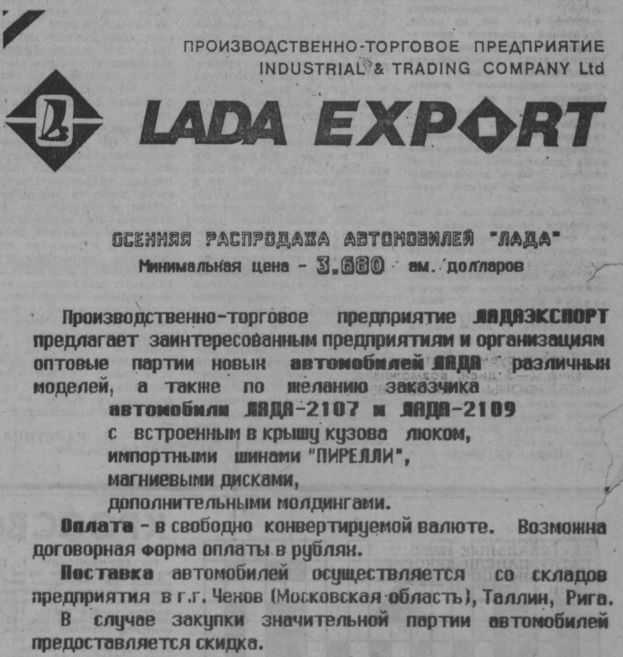 ПРОИЗВОДСТВЕННО-ТОРГОВОЕ ПРЕДПРИЯТИЕ
INDUSTRIAL & TRADING COMPANY Ltd
LADA EXPORT
ОСЕННЯЯ РАСПРОДАЖА АВТОМОБИЛЕЙ "ЛАДА"
Минимальная цена - 3.680 ам. долларов
Производственно-торговое предприятие ЛАДАЭКСПОРТ
предлагает заинтересованным предприятиям и организациям
оптовые партии новых автомобилей ЛАДА различных
моделей, а также по желанию заказчика
автомобили ЛАДА-2107 и ЛАДА-2109
с встроенным в крышу кузова люком,
импортными шинами "ПИРЕЛЛИ",
магниевыми дисками,
дополнительными молдингами.
Оплата - в свободно конвертируемой валюте. Возможна
договорная форма оплаты в рублях.
Поставка автомобилей осуществляется со складов
предприятия в г.г. Чехов (Московская область), Таллин, Рига.
В случае закупки значительной партии автомобилей
предоставляется скидка.